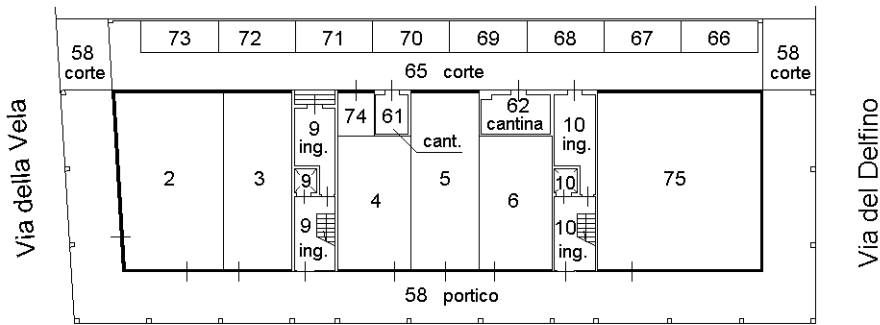 73 72 71 70 69 68 67 66
58
corte
58
corte
65 corte
Via della Vela
Via del Delfino
74 61
62
cantina
9
ing.
10
ing.
cant.
2 3 4 5 6 75
9
10
9
ing.
10
ing.
58 portico